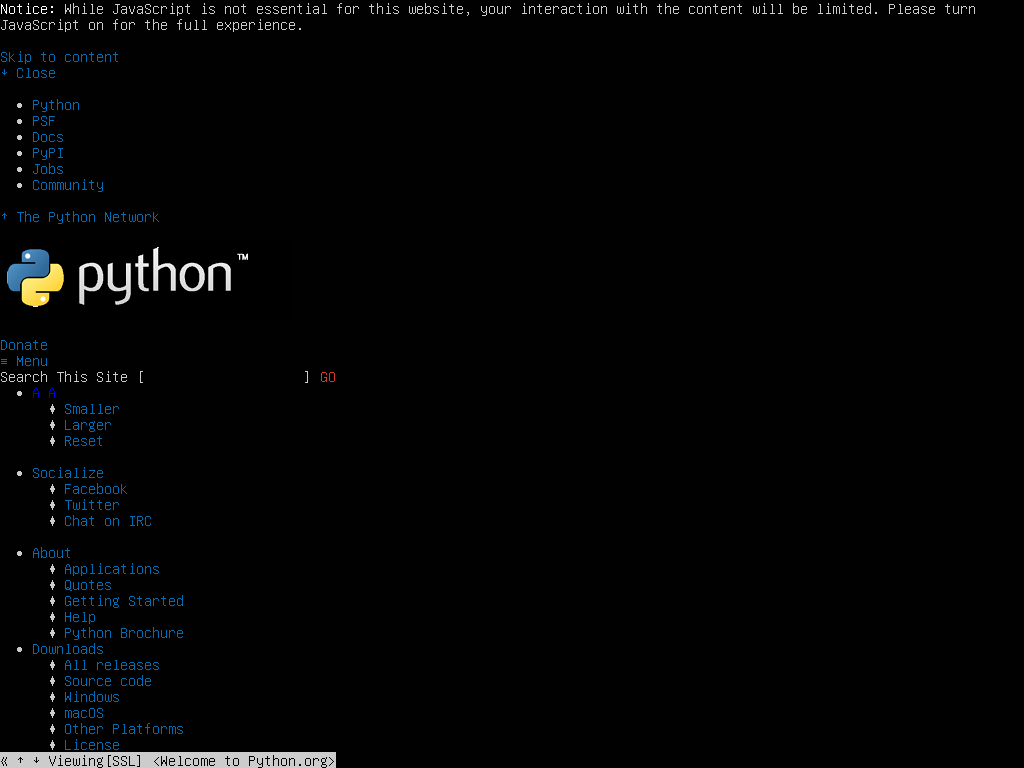 Notice: While JavaScript is not essential for this website, your interaction with the content will be limited. Please turn
JavaScript on for the full experience.
Skip to content
↓ Close
• Python
• PSF
• Docs
• PyPI
• Jobs
• Community
↑ The Python Network
python™
Donate
≡ Menu
Search This Site [                    ] GO
• A A
♦ Smaller
♦ Larger
♦ Reset
• Socialize
♦ Facebook
♦ Twitter
♦ Chat on IRC
• About
♦ Applications
♦ Quotes
♦ Getting Started
♦ Help
♦ Python Brochure
• Downloads
♦ All releases
♦ Source code
♦ Windows
♦ macOS
♦ Other Platforms
♦ License
« ↑ ↓ Viewing[SSL] <Welcome to Python.org>